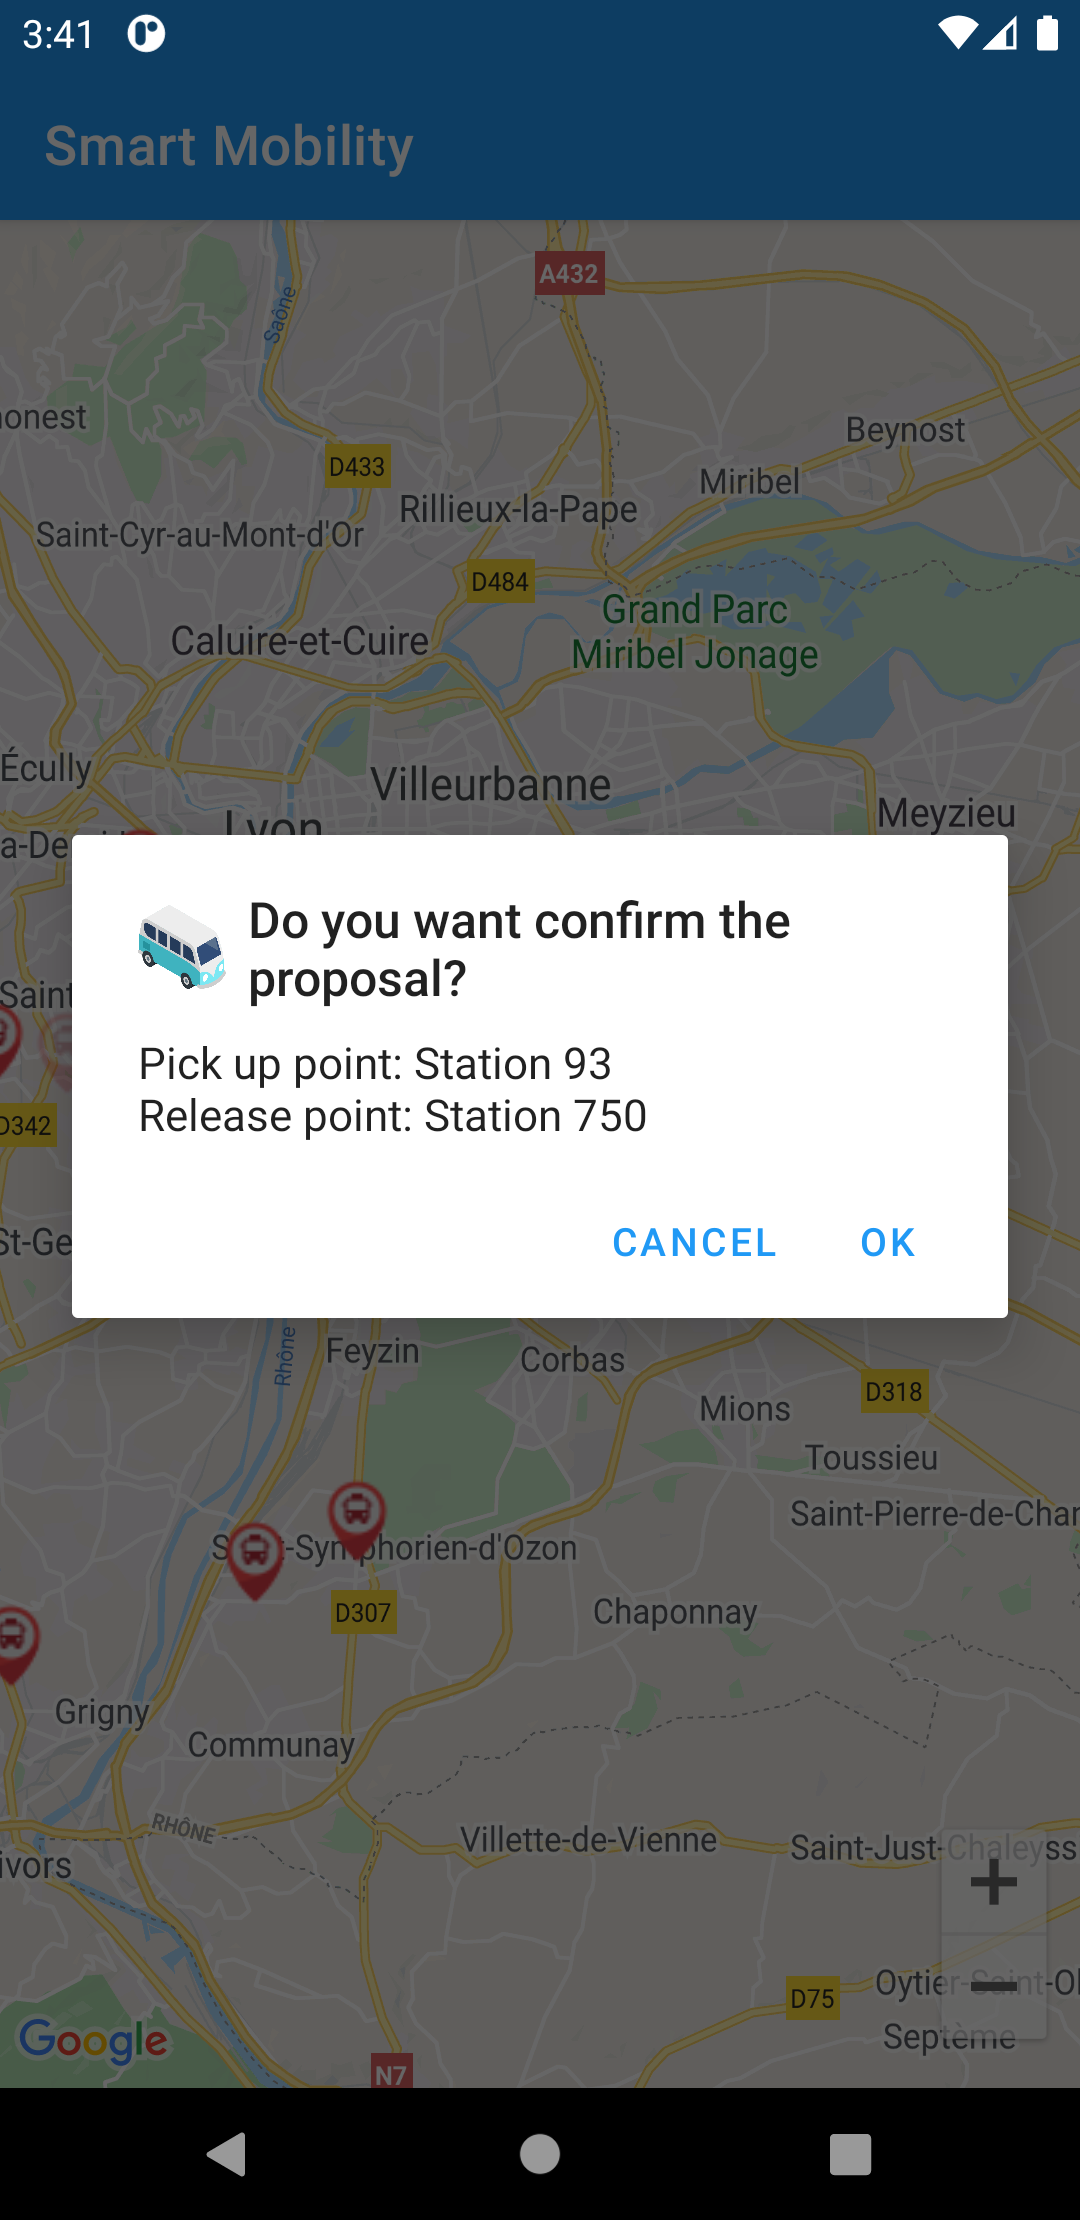 3:41
Smart Mobility
A432
Saône
onest
Beynost
D433
Miribel
Rillieux-la-Pape
Saint-Cyr-au-Mont-d'Or
D484
Grand Parc
Miribel Jonage
Caluire-et-Cuire
Écully
Villeurbanne
Meyzieu
Lyon
a-De
Do you want confirm the
proposal?
Saint
Pick up point: Station 93
Release point: Station 750
D342
St-Ge
CANCEL OK
Rhône
Feyzin
Corbas
D318
Mions
Toussieu
Saint-Pierre-de-Chan
-Symphorien-d'Ozon
D307
Chaponnay
Grigny
Communay
RHÔNE
Villette-de-Vienne
Saint-Just-Chaleyss
+
ivors
Oytier-Saint-Ol
−
D75
Septème
Google
N7